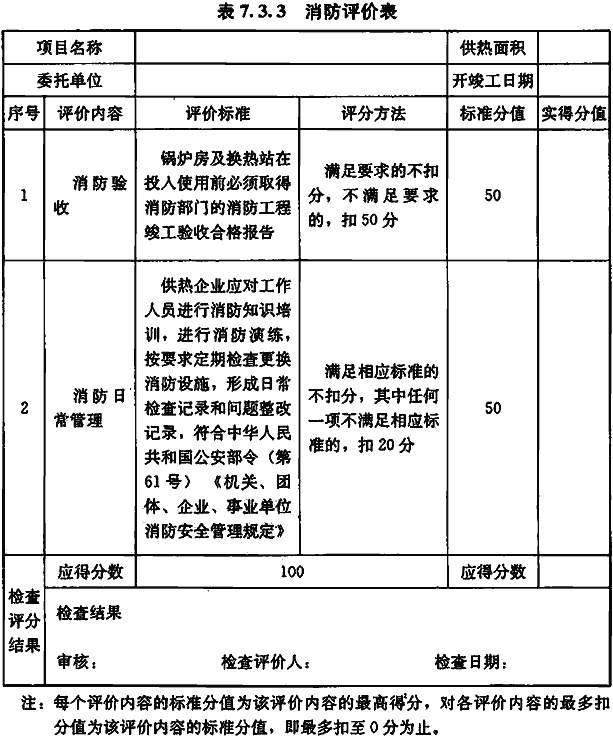 表7.3.3 消防评价表
项目名称 供热面积
委托单位 开竣工日期
序号 评价内容 评价标准 评分方法 标准分值 实得分值
1
消防验
收
锅炉房及换热站在
投入使用前必须取得
消防部门的消防工程
竣工验收合格报告
满足要求的不扣
分，不满足要求
的，扣50分
50
2
消防日
常管理
供热企业应对工作
人员进行消防知识培
训，进行消防演练，
按要求定期检查更换
消防设施，形成日常
检查记录和问题整改
记录，符合中华人民
共和国公安部令（第
61号）《机关、团
体、企业、事业单位
消防安全管理规定》
满足相应标准的
不扣分，其中任何
一项不满足相应标
准的，扣20分
50
检查
评分
结果
应得分数 100 应得分数
检查结果
审核： 检查评价人： 检查日期：
注：每个评价内容的标准分值为该评价内容的最高得分，对各评价内容的最多扣
分值为该评价内容的标准分值，即最多扣至0分为止。